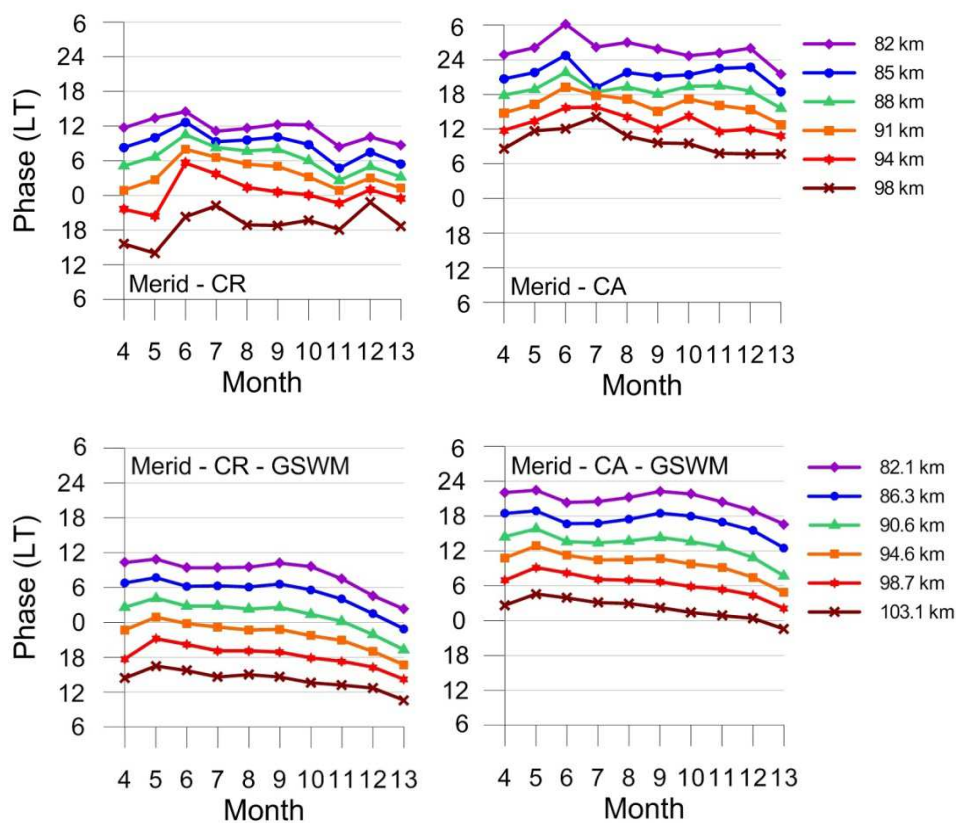 6
24
18
12
6
0
18
12
6
Phase (LT)
Merid - CR
4 5 6 7 8 9 10 11 12 13
Month
6
24
18
12
6
0
18
12
6
Merid - CA
4 5 6 7 8 9 10 11 12 13
Month
82 km
85 km
88 km
91 km
94 km
98 km
6
24
12
6
0
18
12
6
Phase (LT)
Merid - CR - GSWM
4 5 6 7 8 9 10 11 12 13
Month
6
24
18
12
6
0
18
12
6
Merid - CA - GSWM
4 5 6 7 8 9 10 11 12 13
Month
82.1 km
86.3 km
90.6 km
94.6 km
98.7 km
103.1 km